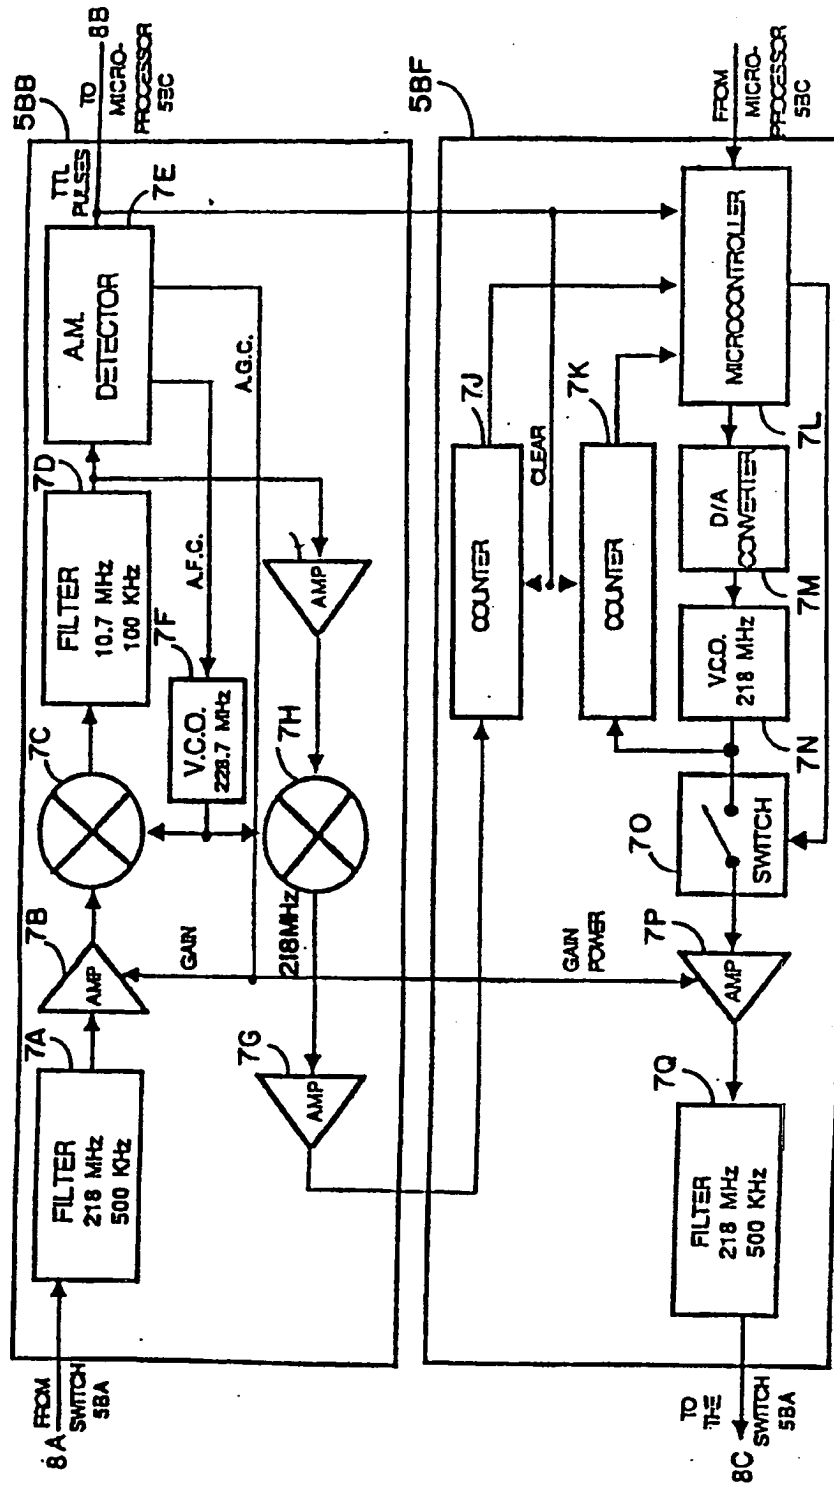 8A
FROM
SWITCH
5BA
7A
FILTER
218 MHz
500 KHz
7B
AMP
GAIN
7C
7D
FILTER
10.7 MHz
100 KHz
A.M.
DETECTOR
7E
TTL
PULSES
5BB
TO
MICRO-
PROCESSOR
5BC
8B
7F
V.C.O.
228.7 MHz
A.F.C.
A.G.C.
7G
AMP
218MHz
7H
AMP
5BF
COUNTER
7J
CLEAR
COUNTER
7K
8C
TO
THE
SWITCH
5BA
7Q
FILTER
218 MHz
500 KHz
GAIN
POWER
7P
AMP
7O
SWITCH
V.C.O.
218 MHz
7N
D/A
CONVERTER
7M
MICROCONTROLLER
7L
FROM
MICRO-
PROCESSOR
5BC